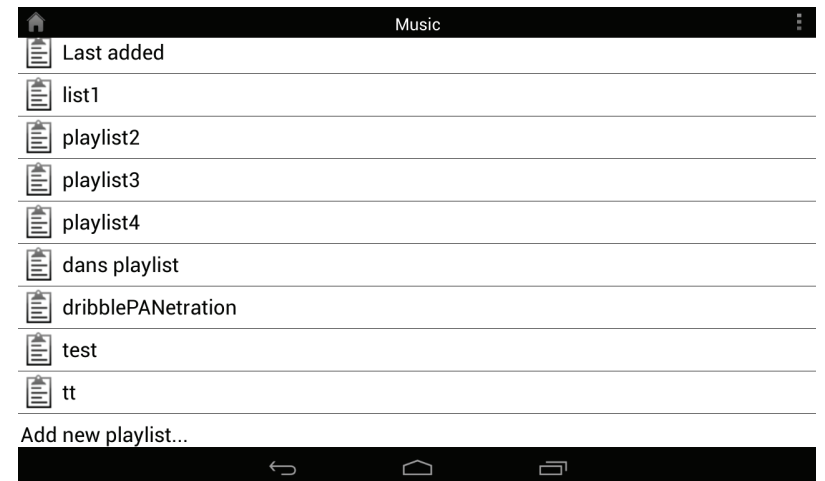 Music
Last added
list1
playlist2
playlist3
playlist4
dans playlist
dribblePANetration
test
tt
Add new playlist...